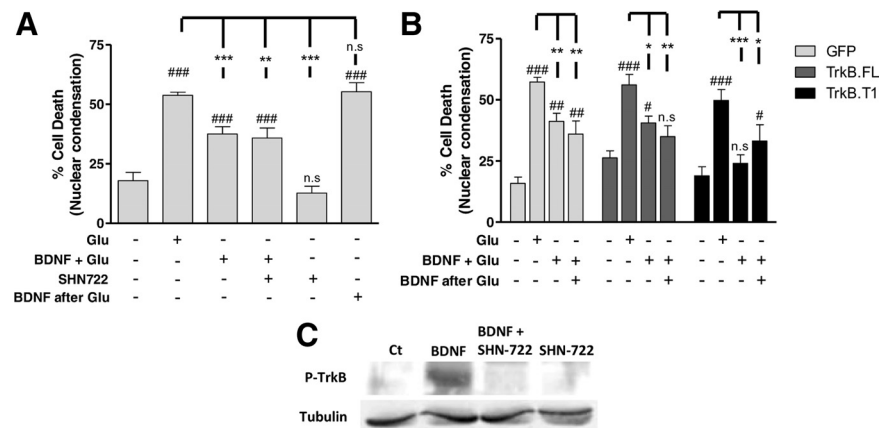 A
% Cell Death
(Nuclear condensation)
75
50
25
0
*** ** *** n.s
### ### ### n.s ###
Glu - + - - - -
BDNF + Glu - - + + - -
SHN722 - - - + + -
BDNF after Glu - - - - - +
B
% Cell Death
(Nuclear condensation)
75
50
25
0
** ** * ** *** *
### ## ## ### # n.s ### n.s #
GFP
TrkB.FL
TrkB.T1
Glu - + - - - + - - - + - -
BDNF + Glu - - + + - - + + - - + +
BDNF after Glu - - - + - - - + - - - +
C
Ct BDNF BDNF + SHN-722 SHN-722
P-TrkB
Tubulin